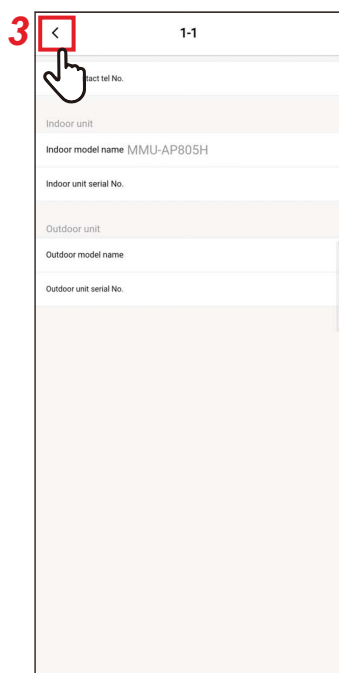 3
1-1
tact tel No.
Indoor unit
Indoor model name MMU-AP805H
Indoor unit serial No.
Outdoor unit
Outdoor model name
Outdoor unit serial No.